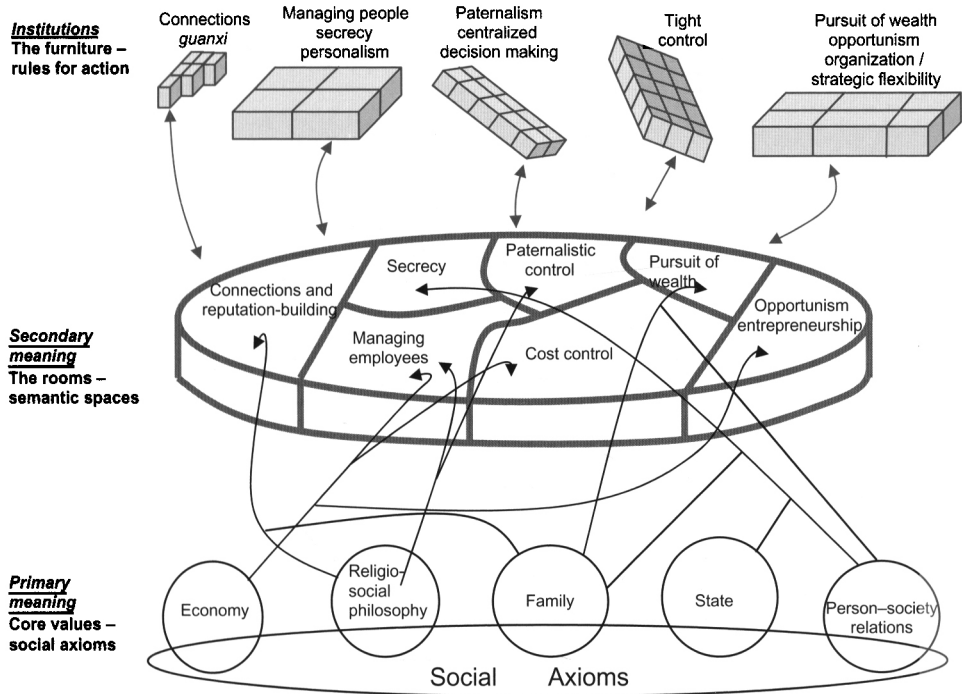 Institutions
The furniture –
rules for action
Connections
guanxi
Managing people
secrecy
personalism
Paternalism
centralized
decision making
Tight
control
Pursuit of wealth
opportunism
organization /
strategic flexibility
Secondary
meaning
The rooms –
semantic spaces
Connections and
reputation-building
Secrecy
Paternalistic
control
Pursuit of
wealth
Opportunism
entrepreneurship
Managing
employees
Cost control
Primary
meaning
Core values –
social axioms
Economy
Religio-
social
philosophy
Family
State
Person–society
relations
Social Axioms